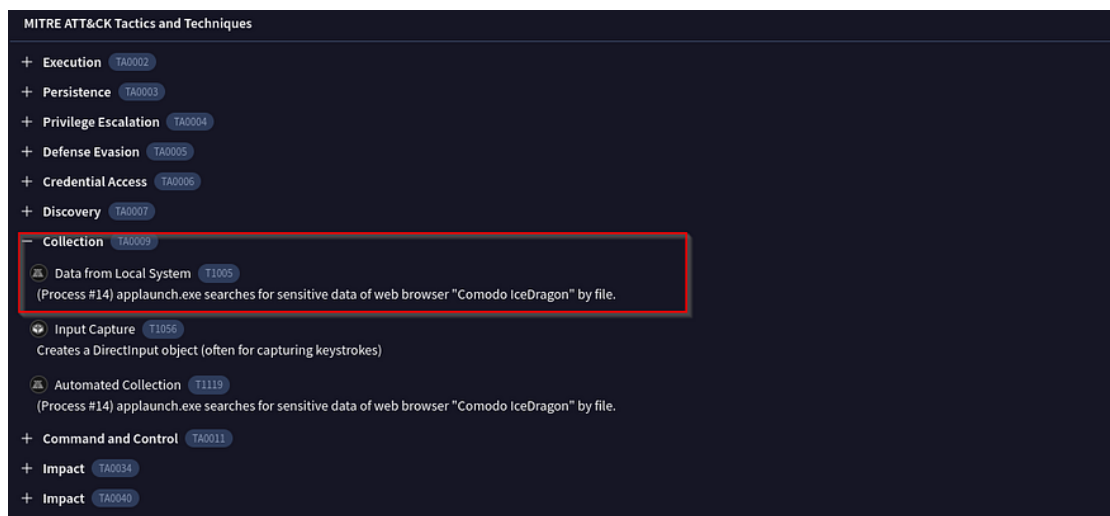 MITRE ATT&CK Tactics and Techniques
+ Execution TA0002
+ Persistence TA0003
+ Privilege Escalation TA0004
+ Defense Evasion TA0005
+ Credential Access TA0006
+ Discovery TA0007
− Collection TA0009
Data from Local System T1005
(Process #14) applaunch.exe searches for sensitive data of web browser "Comodo IceDragon" by file.
Input Capture T1056
Creates a DirectInput object (often for capturing keystrokes)
Automated Collection T1119
(Process #14) applaunch.exe searches for sensitive data of web browser "Comodo IceDragon" by file.
+ Command and Control TA0011
+ Impact TA0034
+ Impact TA0040